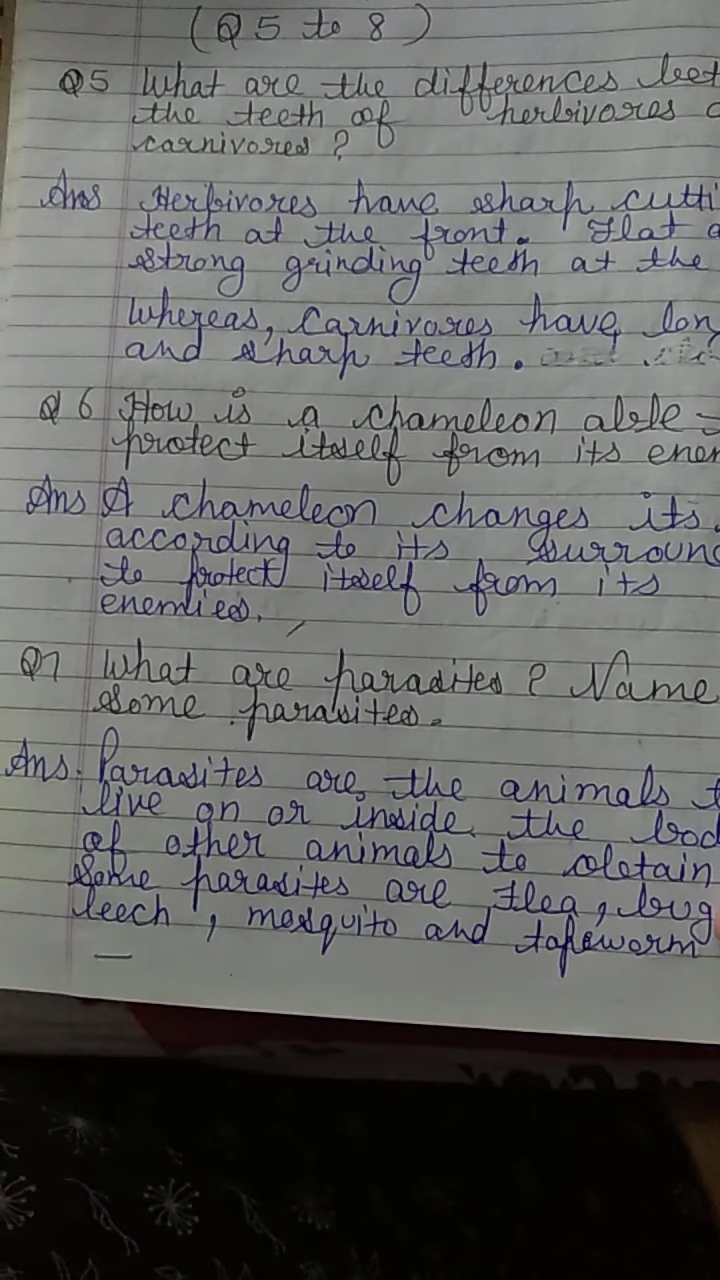 (Q 5 to 8)
Q5 What are the differences bet
the teeth of herbivores
carnivores ?
Ans Herbivores have sharp cutti
teeth at the front. Flat a
strong grinding teeth at the
whereas, Carnivores have lon
and sharp teeth.
Q 6 How is a chameleon able
protect itself from its ener
Ans A chameleon changes its
according to its surroun
to protect itself from its
enemies.
Q7 What are parasites ? Name
some parasites.
Ans. Parasites are the animals t
live on or inside the bod
of other animals to obtain
Some parasites are flea, bug
leech, mosquito and tapeworm